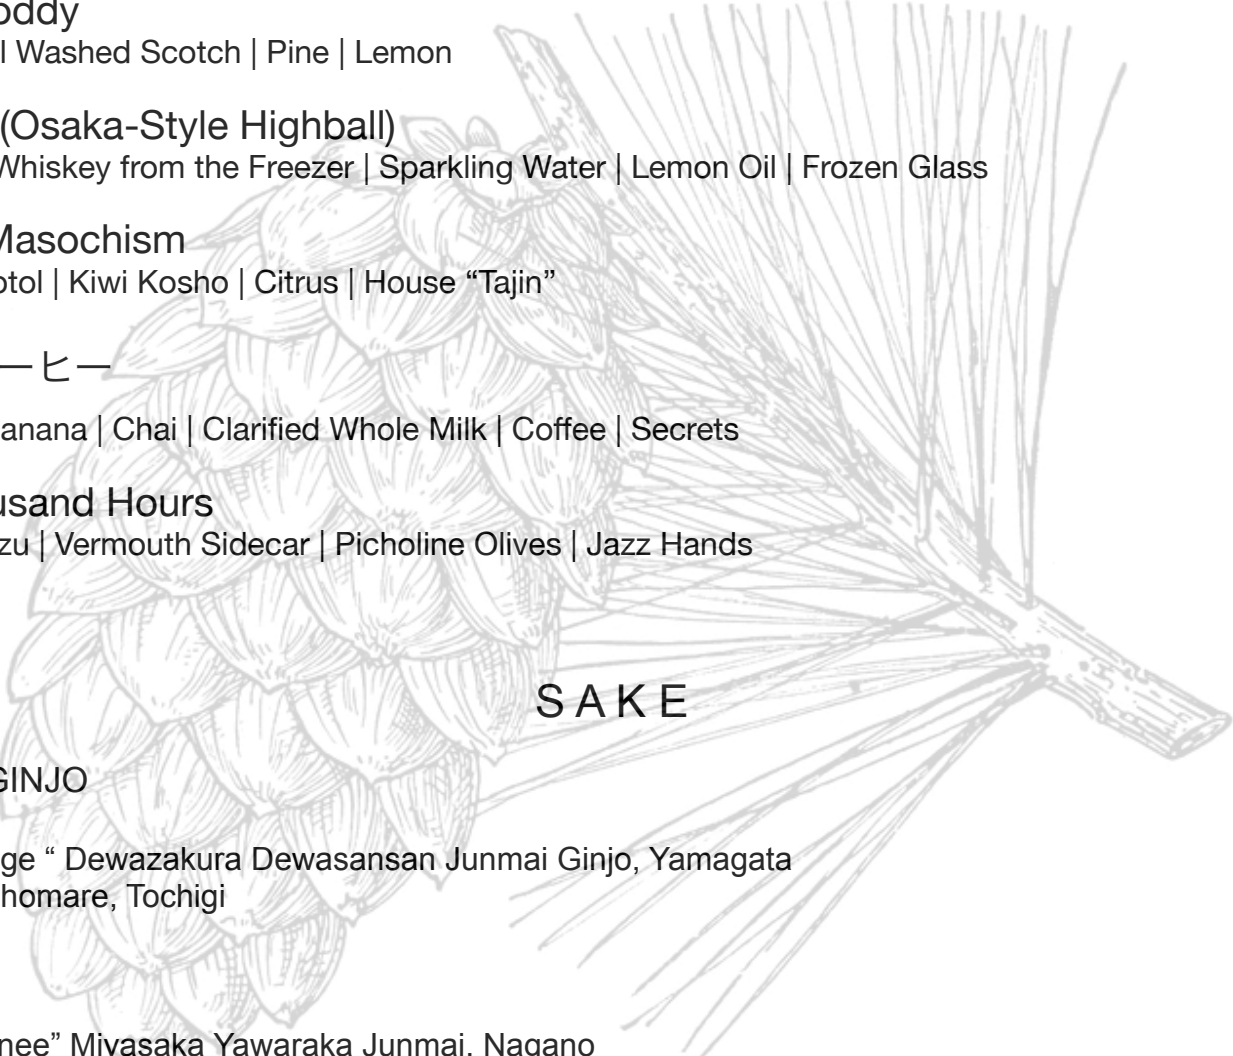 oddy
l Washed Scotch | Pine | Lemon
(Osaka-Style Highball)
Whiskey from the Freezer | Sparkling Water | Lemon Oil | Frozen Glass
Masochism
otol | Kiwi Kosho | Citrus | House “Tajin”
ーヒー
anana | Chai | Clarified Whole Milk | Coffee | Secrets
usand Hours
zu | Vermouth Sidecar | Picholine Olives | Jazz Hands
SAKE
GINJO
ge “ Dewazakura Dewasansan Junmai Ginjo, Yamagata
homare, Tochigi
nee” Miyasaka Yawaraka Junmai, Nagano